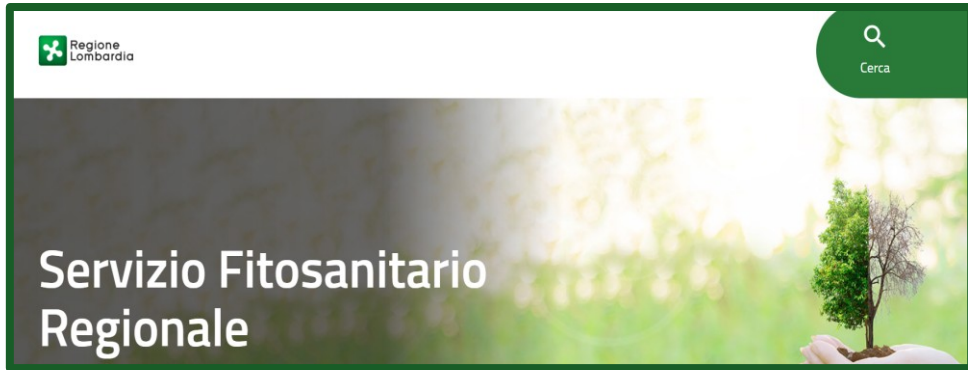 Regione
Lombardia
Cerca
Servizio Fitosanitario
Regionale